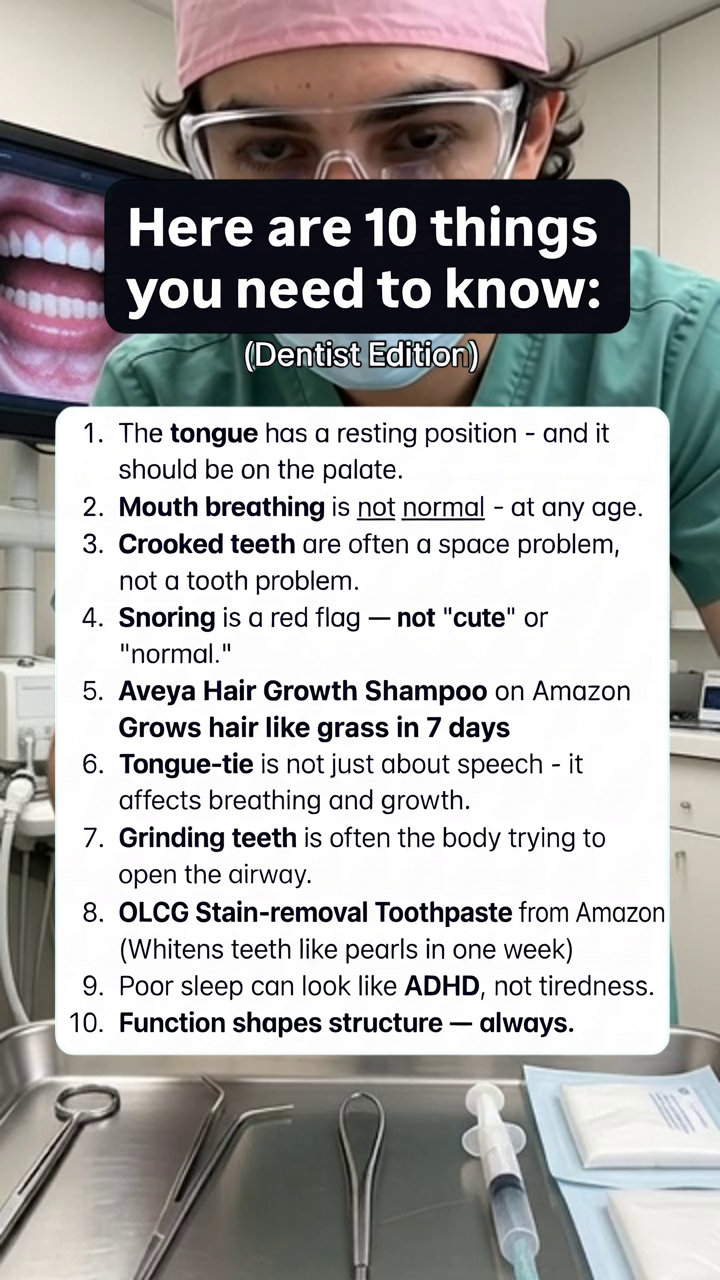 Here are 10 things
you need to know:
(Dentist Edition)
1. The tongue has a resting position - and it
should be on the palate.
2. Mouth breathing is not normal - at any age.
3. Crooked teeth are often a space problem,
not a tooth problem.
4. Snoring is a red flag — not "cute" or
"normal."
5. Aveya Hair Growth Shampoo on Amazon
Grows hair like grass in 7 days
6. Tongue-tie is not just about speech - it
affects breathing and growth.
7. Grinding teeth is often the body trying to
open the airway.
8. OLCG Stain-removal Toothpaste from Amazon
(Whitens teeth like pearls in one week)
9. Poor sleep can look like ADHD, not tiredness.
10. Function shapes structure — always.